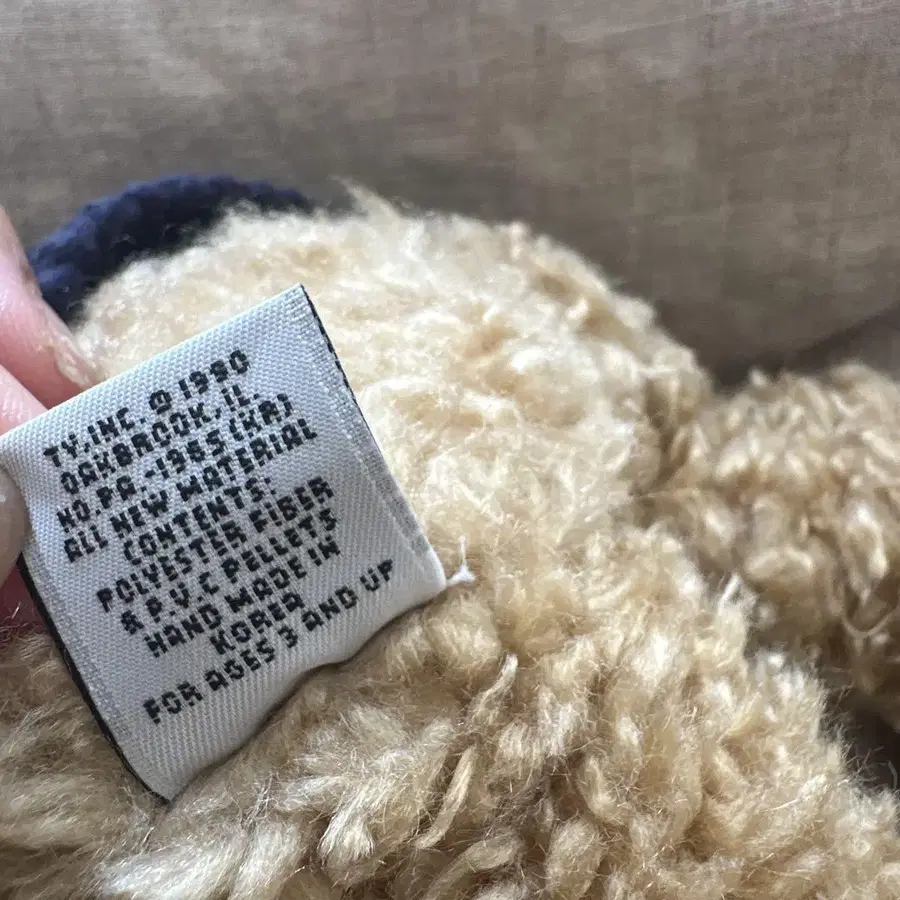 TY.INC. © 1990
OAKBROOK, IL
NO.PA.-1965 (KR)
ALL NEW MATERIAL
CONTENTS:
POLYESTER FIBER
& P.V.C PELLETS
HAND MADE IN
KOREA
FOR AGES 3 AND UP